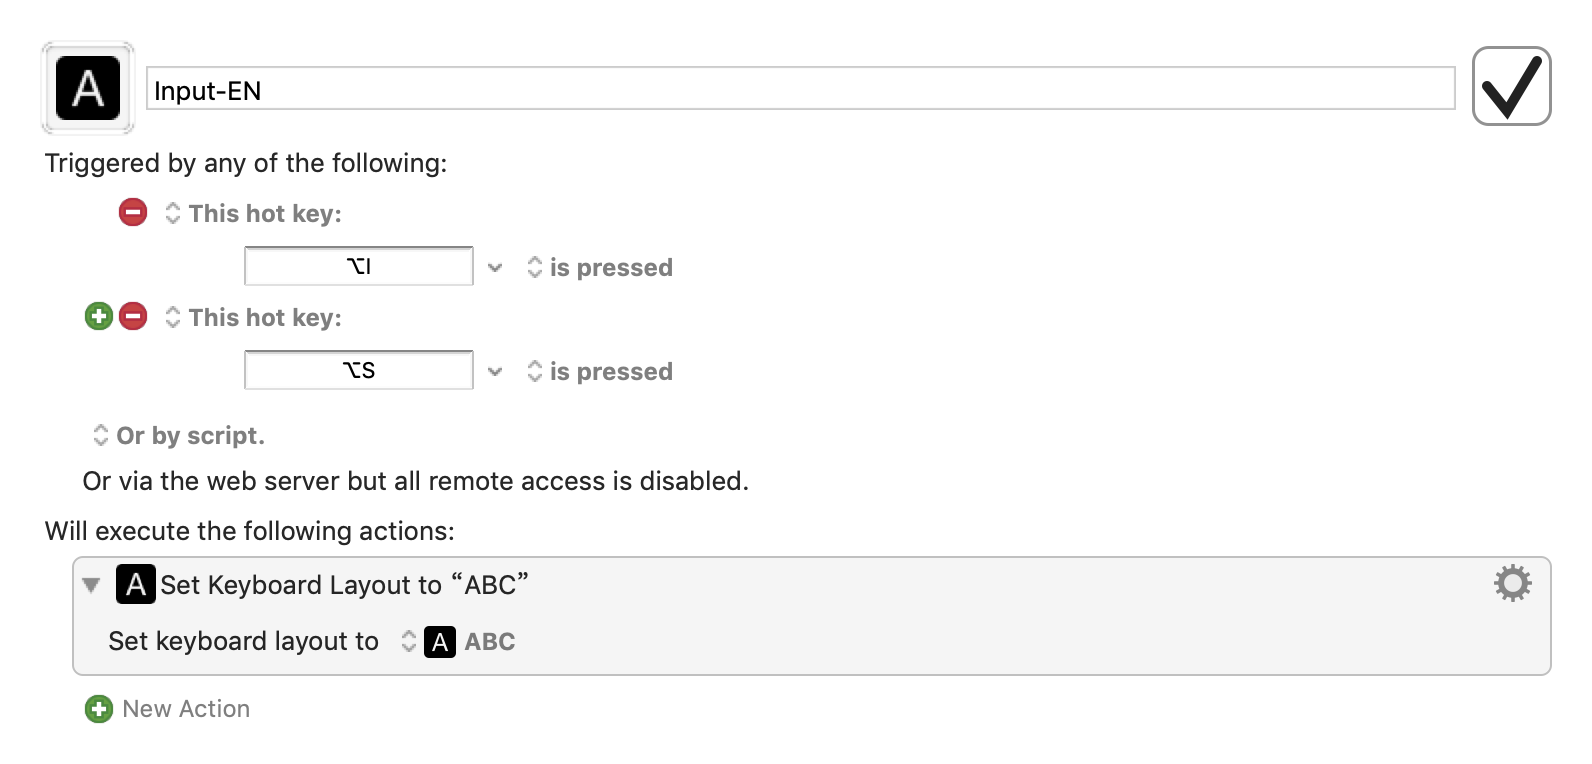 A Input-EN
Triggered by any of the following:
This hot key:
⌥I is pressed
This hot key:
⌥S is pressed
Or by script.
Or via the web server but all remote access is disabled.
Will execute the following actions:
A Set Keyboard Layout to “ABC”
Set keyboard layout to A ABC
New Action